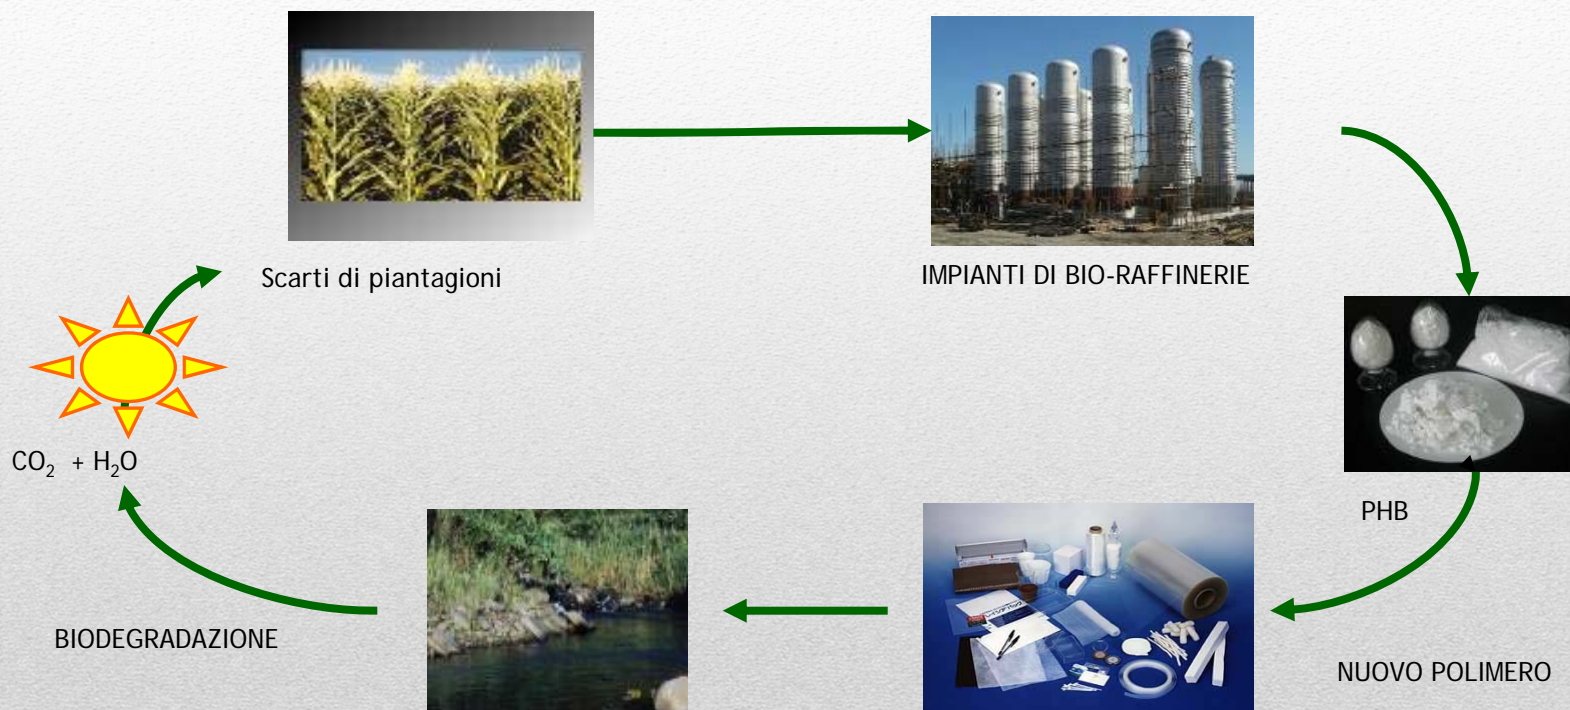 Scarti di piantagioni
IMPIANTI DI BIO-RAFFINERIE
CO₂ + H₂O
PHB
BIODEGRADAZIONE
NUOVO POLIMERO